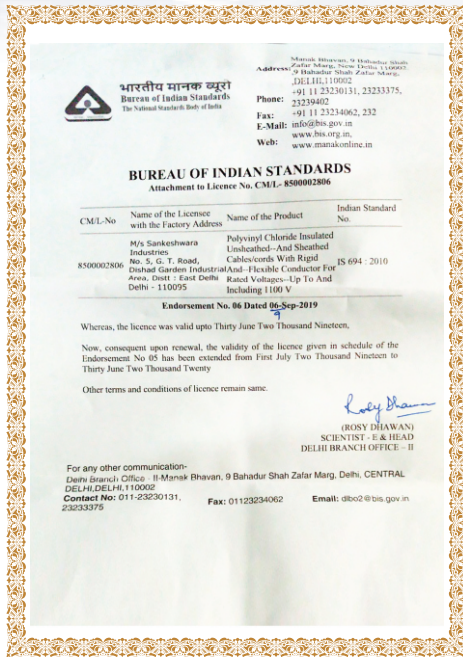 भारतीय मानक ब्यूरो
Bureau of Indian Standards
The National Standards Body of India
Manak Bhavan, 9 Bahadur Shah
Address: Zafar Marg, New Delhi 110002
,9 Bahadur Shah Zafar Marg,
,DELHI,110002
Phone: +91 11 23230131, 23233375,
23239402
Fax: +91 11 23234062, 232
E-Mail: info@bis.gov.in
Web: www.bis.org.in,
www.manakonline.in
BUREAU OF INDIAN STANDARDS
Attachment to Licence No. CM/L- 8500002806
CM/L-No Name of the Licensee with the Factory Address Name of the Product Indian Standard No.
8500002806
M/s Sankeshwara
Industries
No. 5, G. T. Road,
Dishad Garden Industrial
Area, Distt : East Delhi
Delhi - 110095
Polyvinyl Chloride Insulated
Unsheathed--And Sheathed
Cables/cords With Rigid
And--Flexible Conductor For
Rated Voltages--Up To And
Including 1100 V
IS 694 : 2010
Endorsement No. 06 Dated 06-Sep-2019
9
Whereas, the licence was valid upto Thirty June Two Thousand Nineteen,
Now, consequent upon renewal, the validity of the licence given in schedule of the
Endorsement No 05 has been extended from First July Two Thousand Nineteen to
Thirty June Two Thousand Twenty
Other terms and conditions of licence remain same.
Rosy Dhawan
(ROSY DHAWAN)
SCIENTIST - E & HEAD
DELHI BRANCH OFFICE – II
For any other communication-
Delhi Branch Office - II-Manak Bhavan, 9 Bahadur Shah Zafar Marg, Delhi, CENTRAL
DELHI,DELHI,110002
Contact No: 011-23230131, Fax: 01123234062 Email: dlbo2@bis.gov.in
23233375